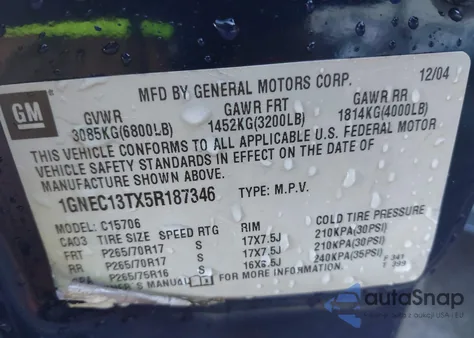 MFD BY GENERAL MOTORS CORP. 12/04
GM
GVWR GAWR FRT GAWR RR
3085KG(6800LB) 1452KG(3200LB) 1814KG(4000LB)
THIS VEHICLE CONFORMS TO ALL APPLICABLE U.S. FEDERAL MOTOR
VEHICLE SAFETY STANDARDS IN EFFECT ON THE DATE OF
MANUFACTURE SHOWN ABOVE.
1GNEC13TX5R187346 TYPE: M.P.V.
MODEL: C15706
CA03 TIRE SIZE SPEED RTG RIM COLD TIRE PRESSURE
FRT P265/70R17 S 17X7.5J 210KPA(30PSI)
RR P265/70R17 S 17X7.5J 210KPA(30PSI)
P265/75R16 S 16X6.5J 240KPA(35PSI)
F 341
T 399
SEE OWNER'S MANUAL FOR MORE INFORMATION.
autoSnap